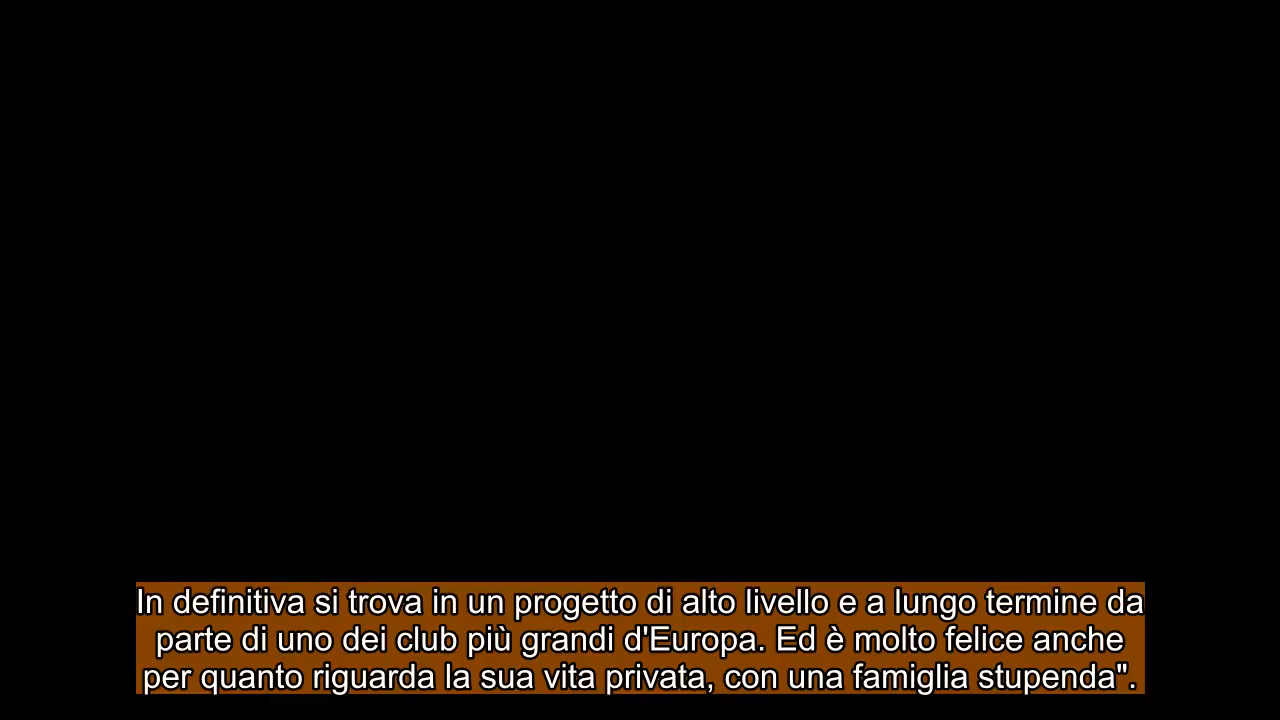 In definitiva si trova in un progetto di alto livello e a lungo termine da
parte di uno dei club più grandi d'Europa. Ed è molto felice anche
per quanto riguarda la sua vita privata, con una famiglia stupenda".